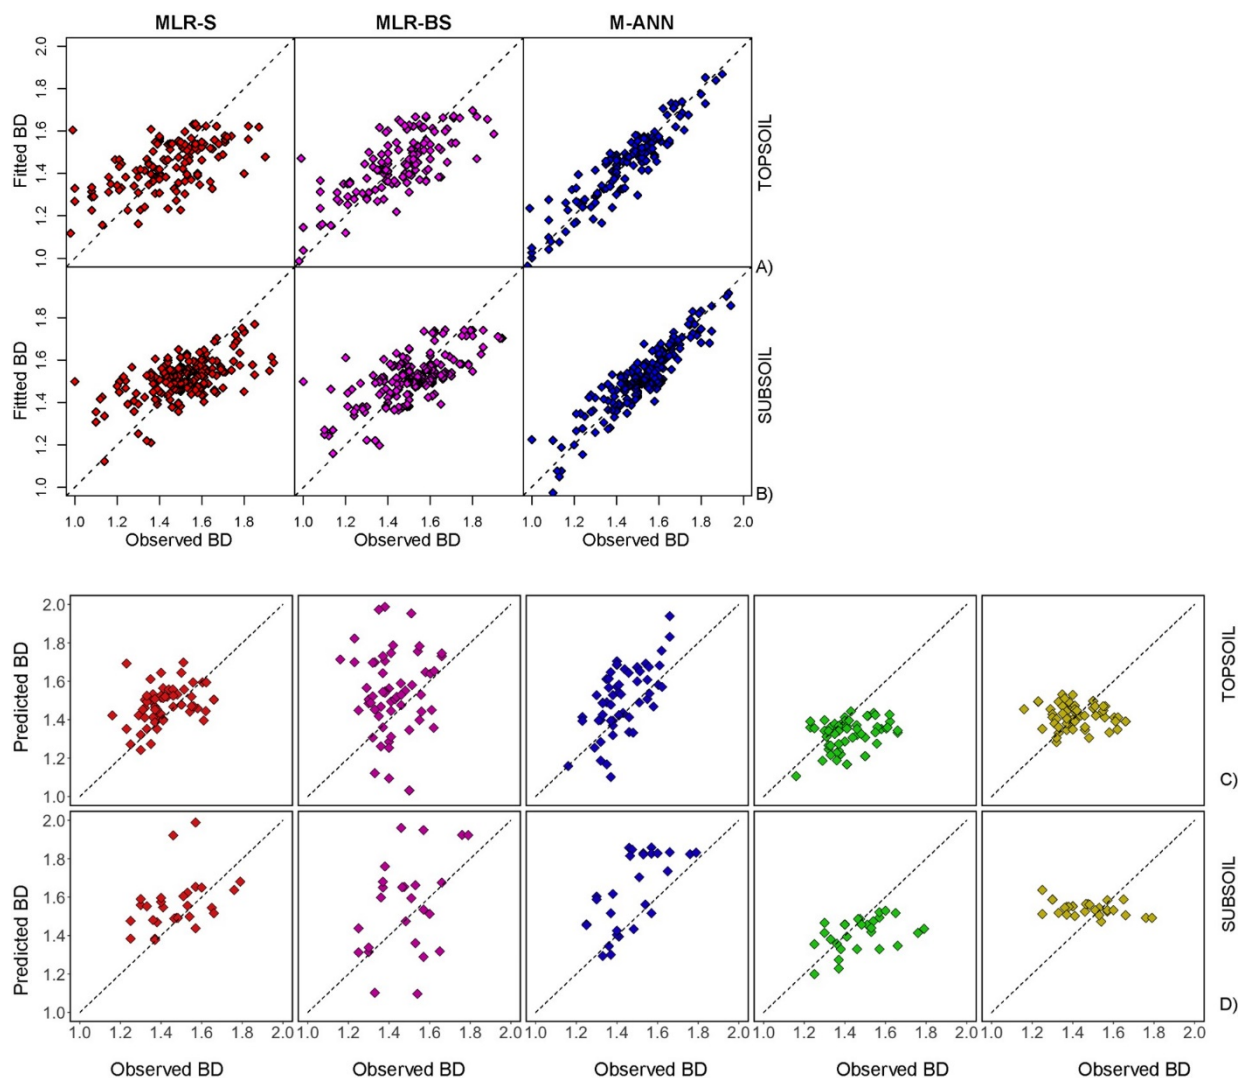 MLR-S MLR-BS M-ANN
2.0
1.8
1.6
1.4
1.2
1.0
Fitted BD
TOPSOIL
A)
1.8
1.6
1.4
1.2
1.0
Fittted BD
SUBSOIL
B)
1.0 1.2 1.4 1.6 1.8 1.2 1.4 1.6 1.8 1.0 1.2 1.4 1.6 1.8 2.0
Observed BD Observed BD Observed BD
2.0
1.8
1.6
1.4
1.2
1.0
Predicted BD
TOPSOIL
C)
2.0
1.8
1.6
1.4
1.2
1.0
Predicted BD
SUBSOIL
D)
1.0 1.2 1.4 1.6 1.8 2.0 1.0 1.2 1.4 1.6 1.8 2.0 1.0 1.2 1.4 1.6 1.8 2.0 1.0 1.2 1.4 1.6 1.8 2.0 1.0 1.2 1.4 1.6 1.8 2.0
Observed BD Observed BD Observed BD Observed BD Observed BD